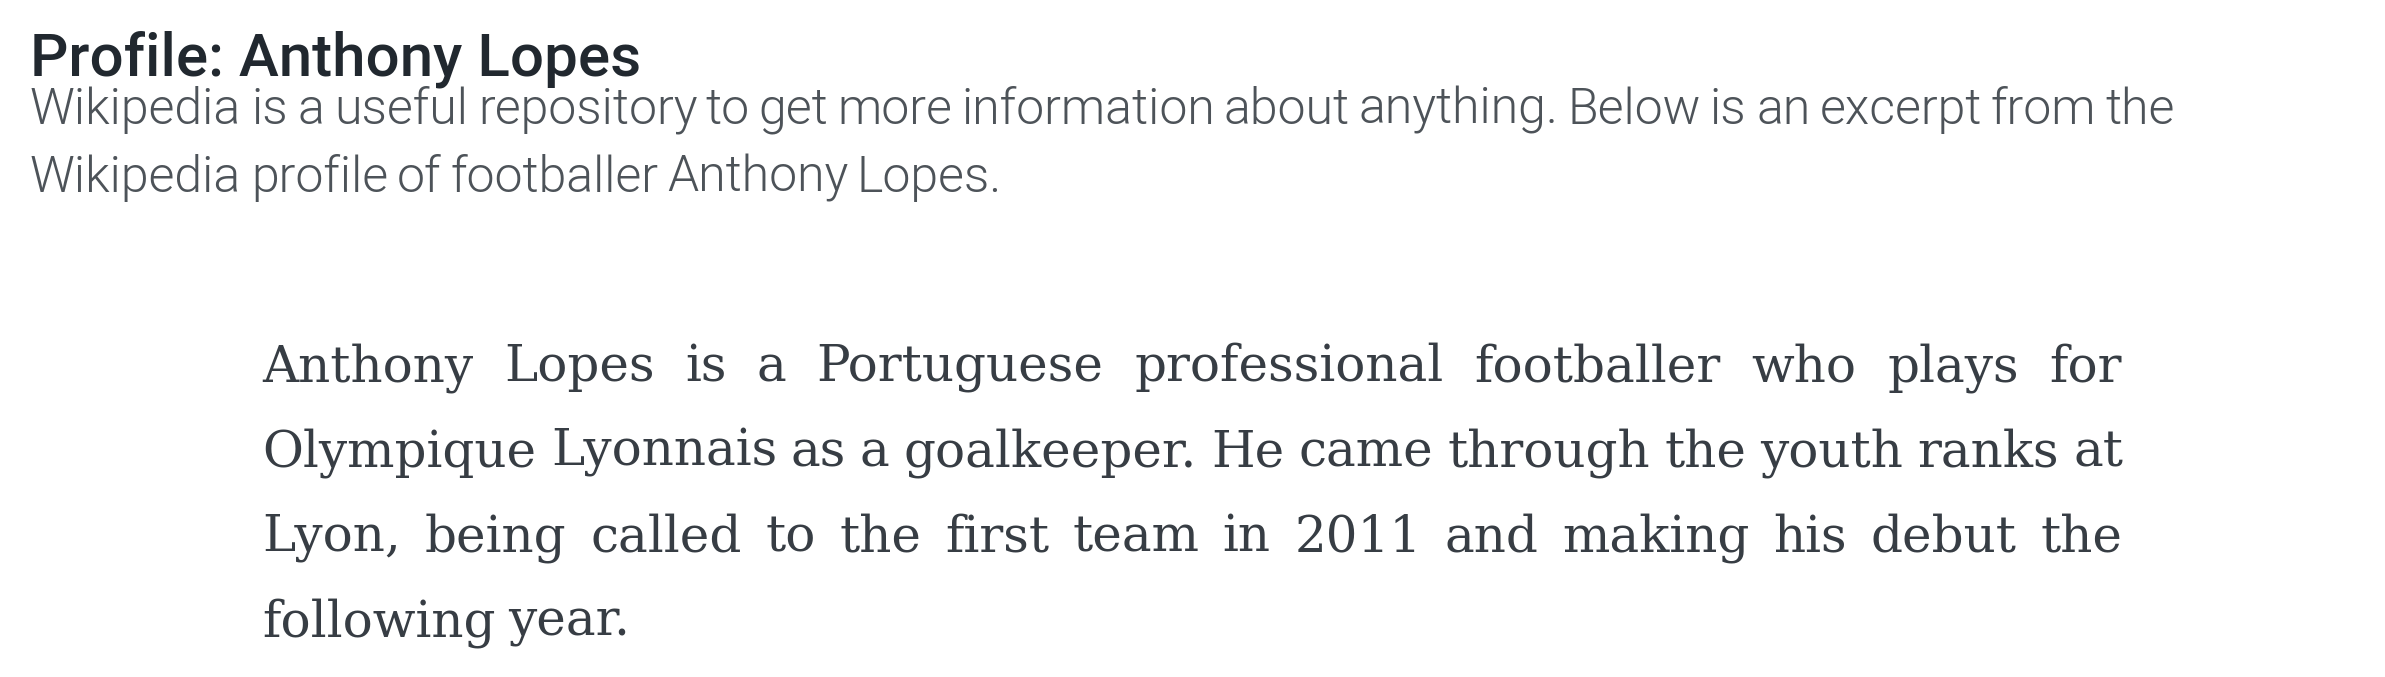 Profile: Anthony Lopes
Wikipedia is a useful repository to get more information about anything. Below is an excerpt from the
Wikipedia profile of footballer Anthony Lopes.
Anthony Lopes is a Portuguese professional footballer who plays for
Olympique Lyonnais as a goalkeeper. He came through the youth ranks at
Lyon, being called to the first team in 2011 and making his debut the
following year.